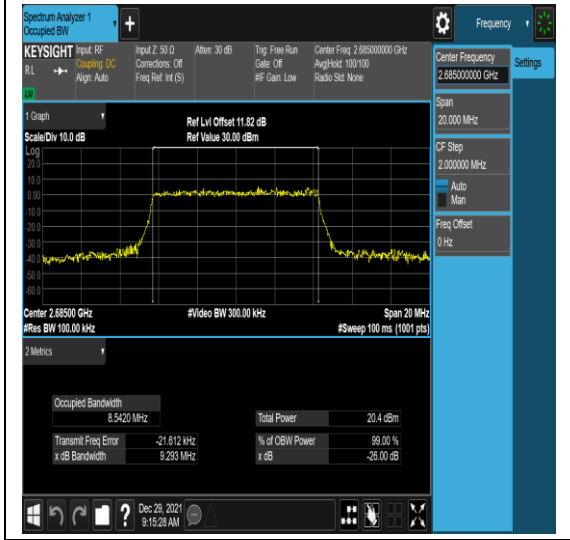 Spectrum Analyzer 1
Occupied BW
Frequency
KEYSIGHT
RL
Input: RF
Coupling: DC
Align: Auto
Input Z: 50 Ω
Corrections: Off
Freq Ref: Int (S)
Atten: 30 dB
Trig: Free Run
Gate: Off
#IF Gain: Low
Center Freq: 2.685000000 GHz
Avg|Hold: 100/100
Radio Std: None
Center Frequency
2.685000000 GHz
Settings
Span
20.000 MHz
CF Step
2.000000 MHz
Auto
Man
Freq Offset
0 Hz
1 Graph
Scale/Div 10.0 dB
Ref Lvl Offset 11.82 dB
Ref Value 30.00 dBm
Log
20.0
10.0
0.00
-10.0
-20.0
-30.0
-40.0
-50.0
-60.0
Center 2.68500 GHz
#Res BW 100.00 kHz
#Video BW 300.00 kHz
Span 20 MHz
#Sweep 100 ms (1001 pts)
2 Metrics
Occupied Bandwidth
8.5420 MHz
Total Power 20.4 dBm
Transmit Freq Error -21.612 kHz
% of OBW Power 99.00 %
x dB Bandwidth 9.293 MHz
x dB -26.00 dB
?
Dec 29, 2021
9:15:28 AM